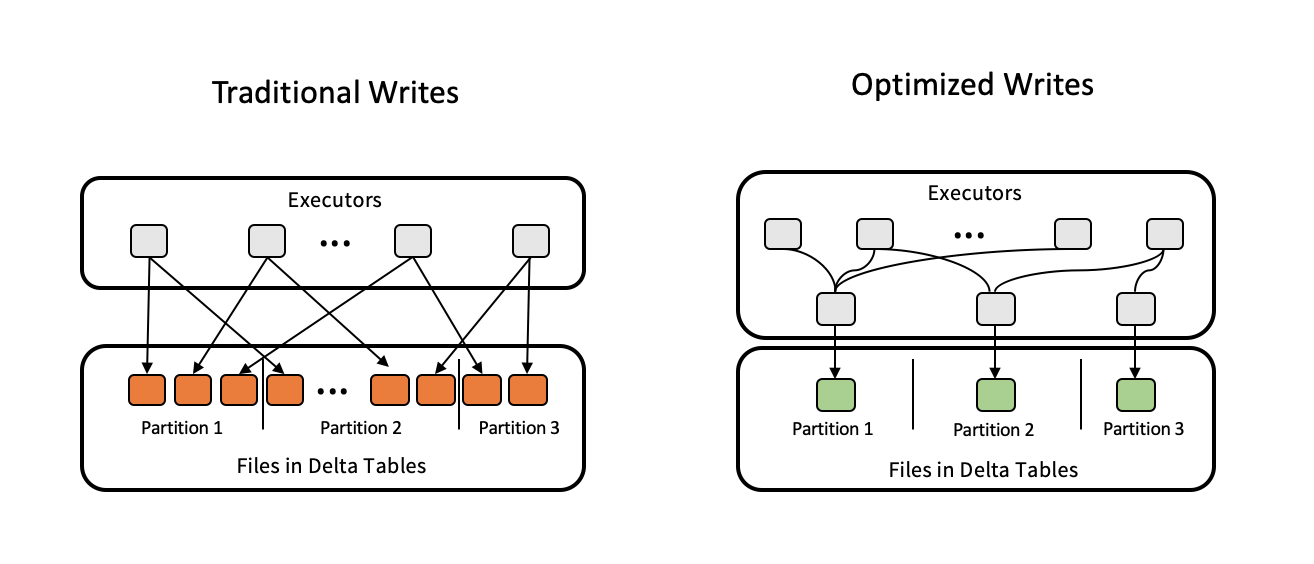 Traditional Writes
Executors
...
Partition 1
...
Partition 2
Partition 3
Files in Delta Tables
Optimized Writes
Executors
...
Partition 1
Partition 2
Partition 3
Files in Delta Tables